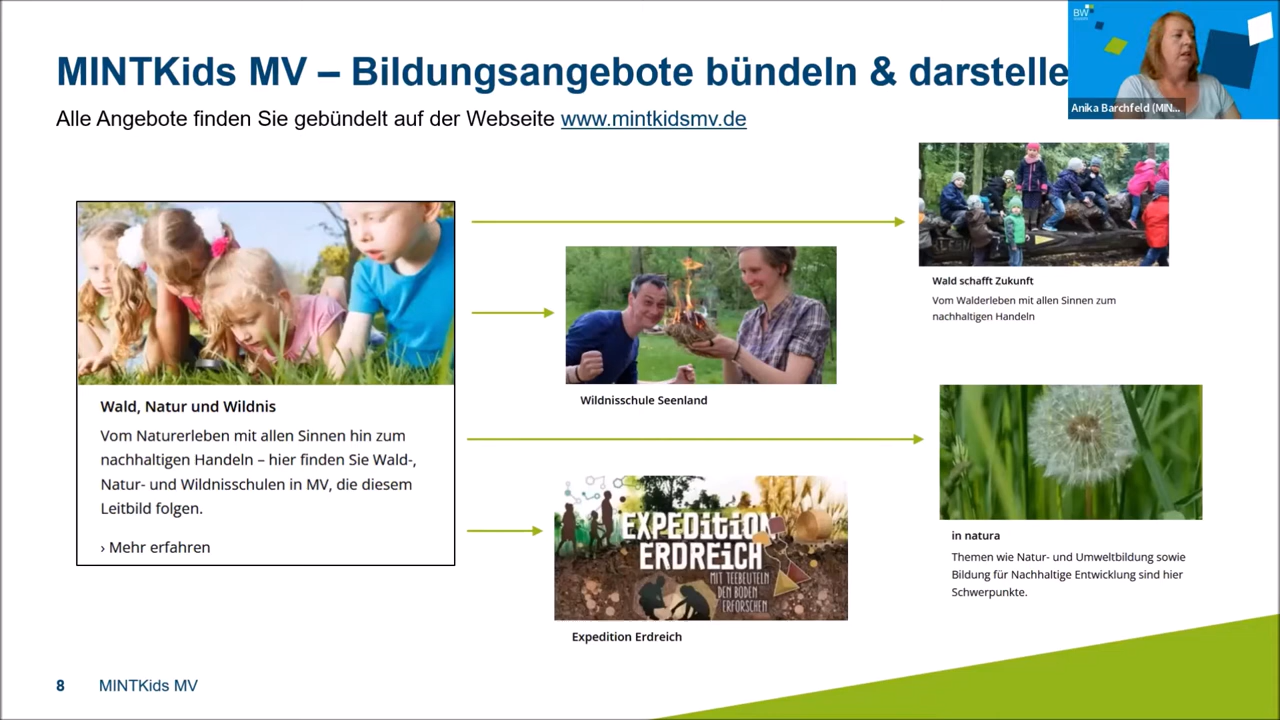 MINTKids MV – Bildungsangebote bündeln & darstelle
Alle Angebote finden Sie gebündelt auf der Webseite www.mintkidsmv.de
BW
Anika Barchfeld (MIN...
Wald, Natur und Wildnis
Vom Naturerleben mit allen Sinnen hin zum
nachhaltigen Handeln – hier finden Sie Wald-,
Natur- und Wildnisschulen in MV, die diesem
Leitbild folgen.
› Mehr erfahren
Wildnisschule Seenland
EXPEDITION
ERDREICH
MIT TEEBEUTELN
DEN BODEN
ERFORSCHEN
Expedition Erdreich
Wald schafft Zukunft
Vom Walderleben mit allen Sinnen zum
nachhaltigen Handeln
in natura
Themen wie Natur- und Umweltbildung sowie
Bildung für Nachhaltige Entwicklung sind hier
Schwerpunkte.
8 MINTKids MV